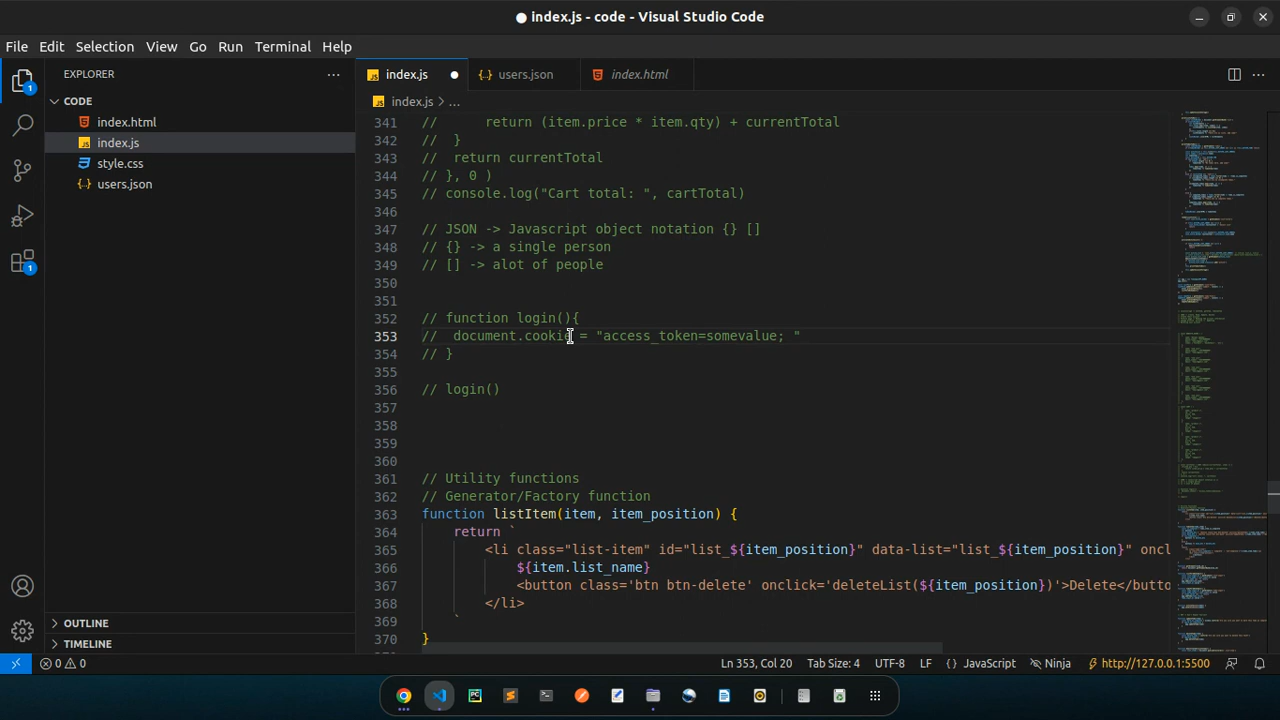 index.js - code - Visual Studio Code
File Edit Selection View Go Run Terminal Help
EXPLORER
index.js
users.json
index.html
CODE
index.js > ...
index.html
index.js
style.css
users.json
1
1
341 //      return (item.price * item.qty) + currentTotal
342 //  }
343 //  return currentTotal
344 // }, 0 )
345 // console.log("Cart total: ", cartTotal)
346
347 // JSON -> Javascript object notation {} []
348 // {} -> a single person
349 // [] -> alot of people
350
351
352 // function login(){
353 //  document.cookie = "access_token=somevalue; "
354 // }
355
356 // login()
357
358
359
360
361 // Utility functions
362 // Generator/Factory function
363 function listItem(item, item_position) {
364     return `
365         <li class="list-item" id="list_${item_position}" data-list="list_${item_position}" oncl
366             ${item.list_name}
367             <button class='btn btn-delete' onclick='deleteList(${item_position})'>Delete</butto
368         </li>
369     `
370 }
OUTLINE
TIMELINE
0 0 Ln 353, Col 20 Tab Size: 4 UTF-8 LF {} JavaScript Ninja http://127.0.0.1:5500